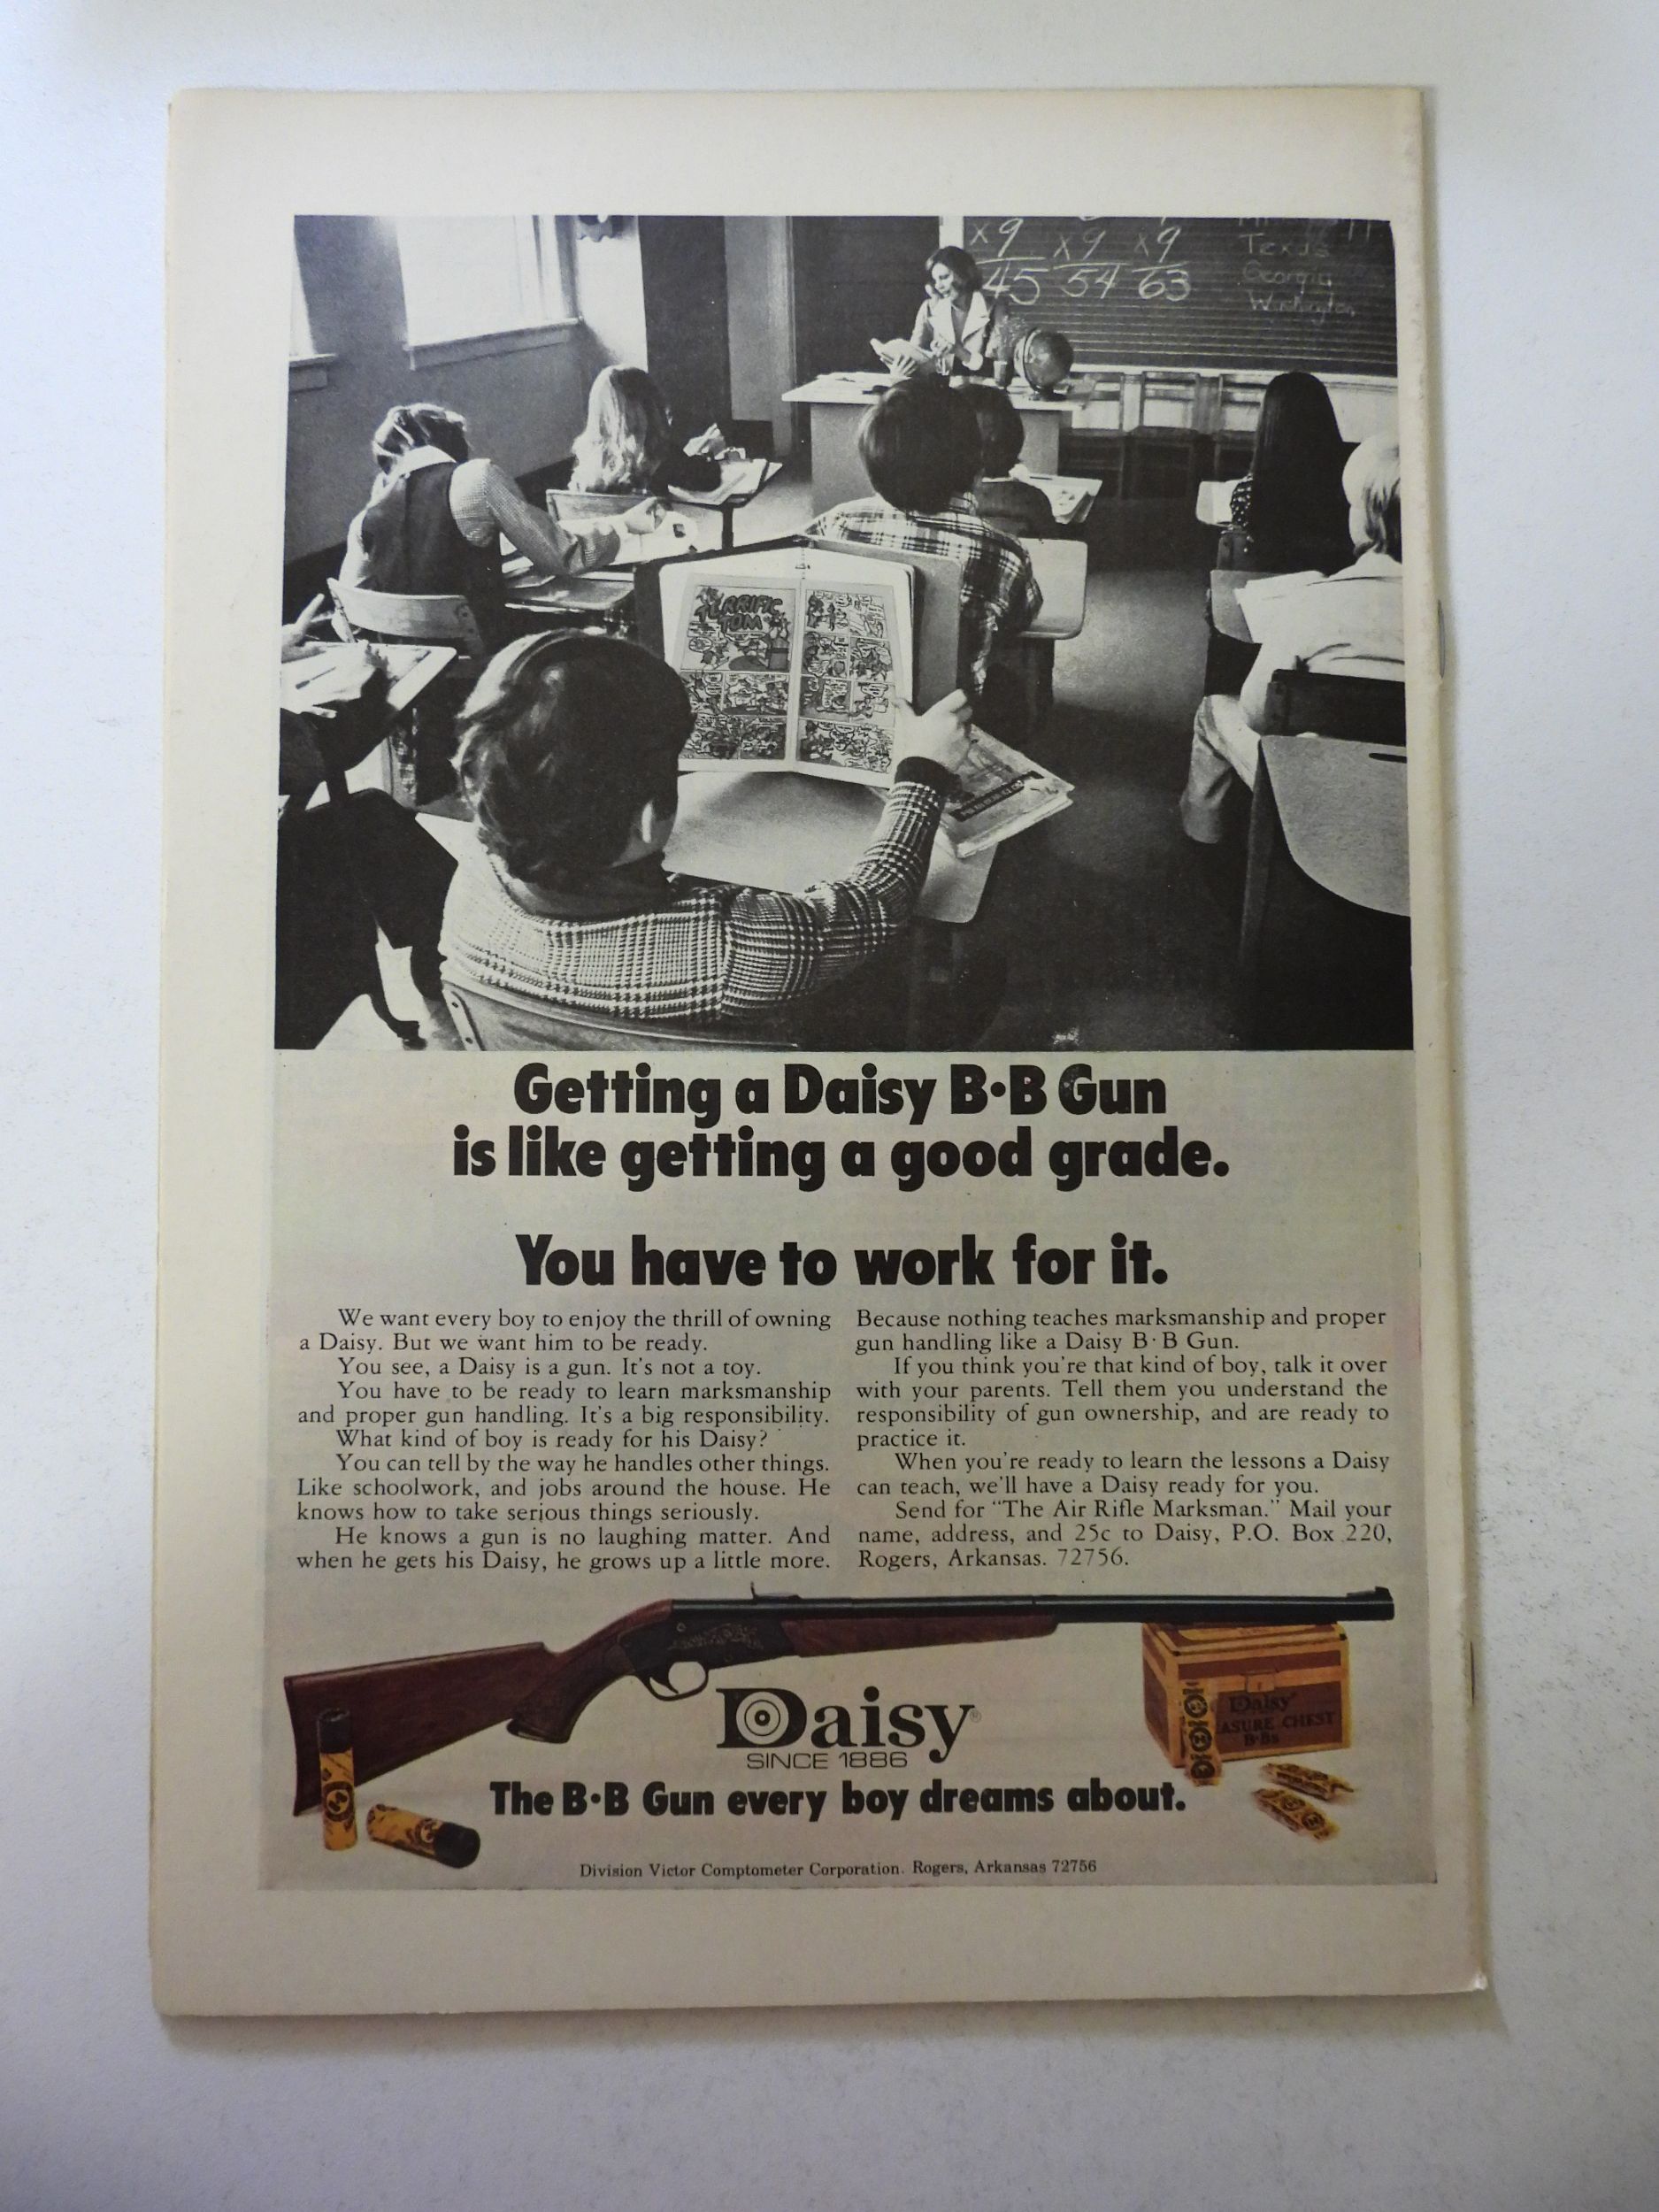 x9 x9 x9
45 54 63
Texas
Georgia
Washington
TERRIFIC
TOM
Getting a Daisy B·B Gun
is like getting a good grade.
You have to work for it.
We want every boy to enjoy the thrill of owning
a Daisy. But we want him to be ready.
You see, a Daisy is a gun. It's not a toy.
You have to be ready to learn marksmanship
and proper gun handling. It's a big responsibility.
What kind of boy is ready for his Daisy?
You can tell by the way he handles other things.
Like schoolwork, and jobs around the house. He
knows how to take serious things seriously.
He knows a gun is no laughing matter. And
when he gets his Daisy, he grows up a little more.
Because nothing teaches marksmanship and proper
gun handling like a Daisy B·B Gun.
If you think you're that kind of boy, talk it over
with your parents. Tell them you understand the
responsibility of gun ownership, and are ready to
practice it.
When you're ready to learn the lessons a Daisy
can teach, we'll have a Daisy ready for you.
Send for "The Air Rifle Marksman." Mail your
name, address, and 25c to Daisy, P.O. Box 220,
Rogers, Arkansas. 72756.
Daisy®
SINCE 1886
Daisy
ASURE CHEST
B·Bs
The B·B Gun every boy dreams about.
Division Victor Comptometer Corporation. Rogers, Arkansas 72756